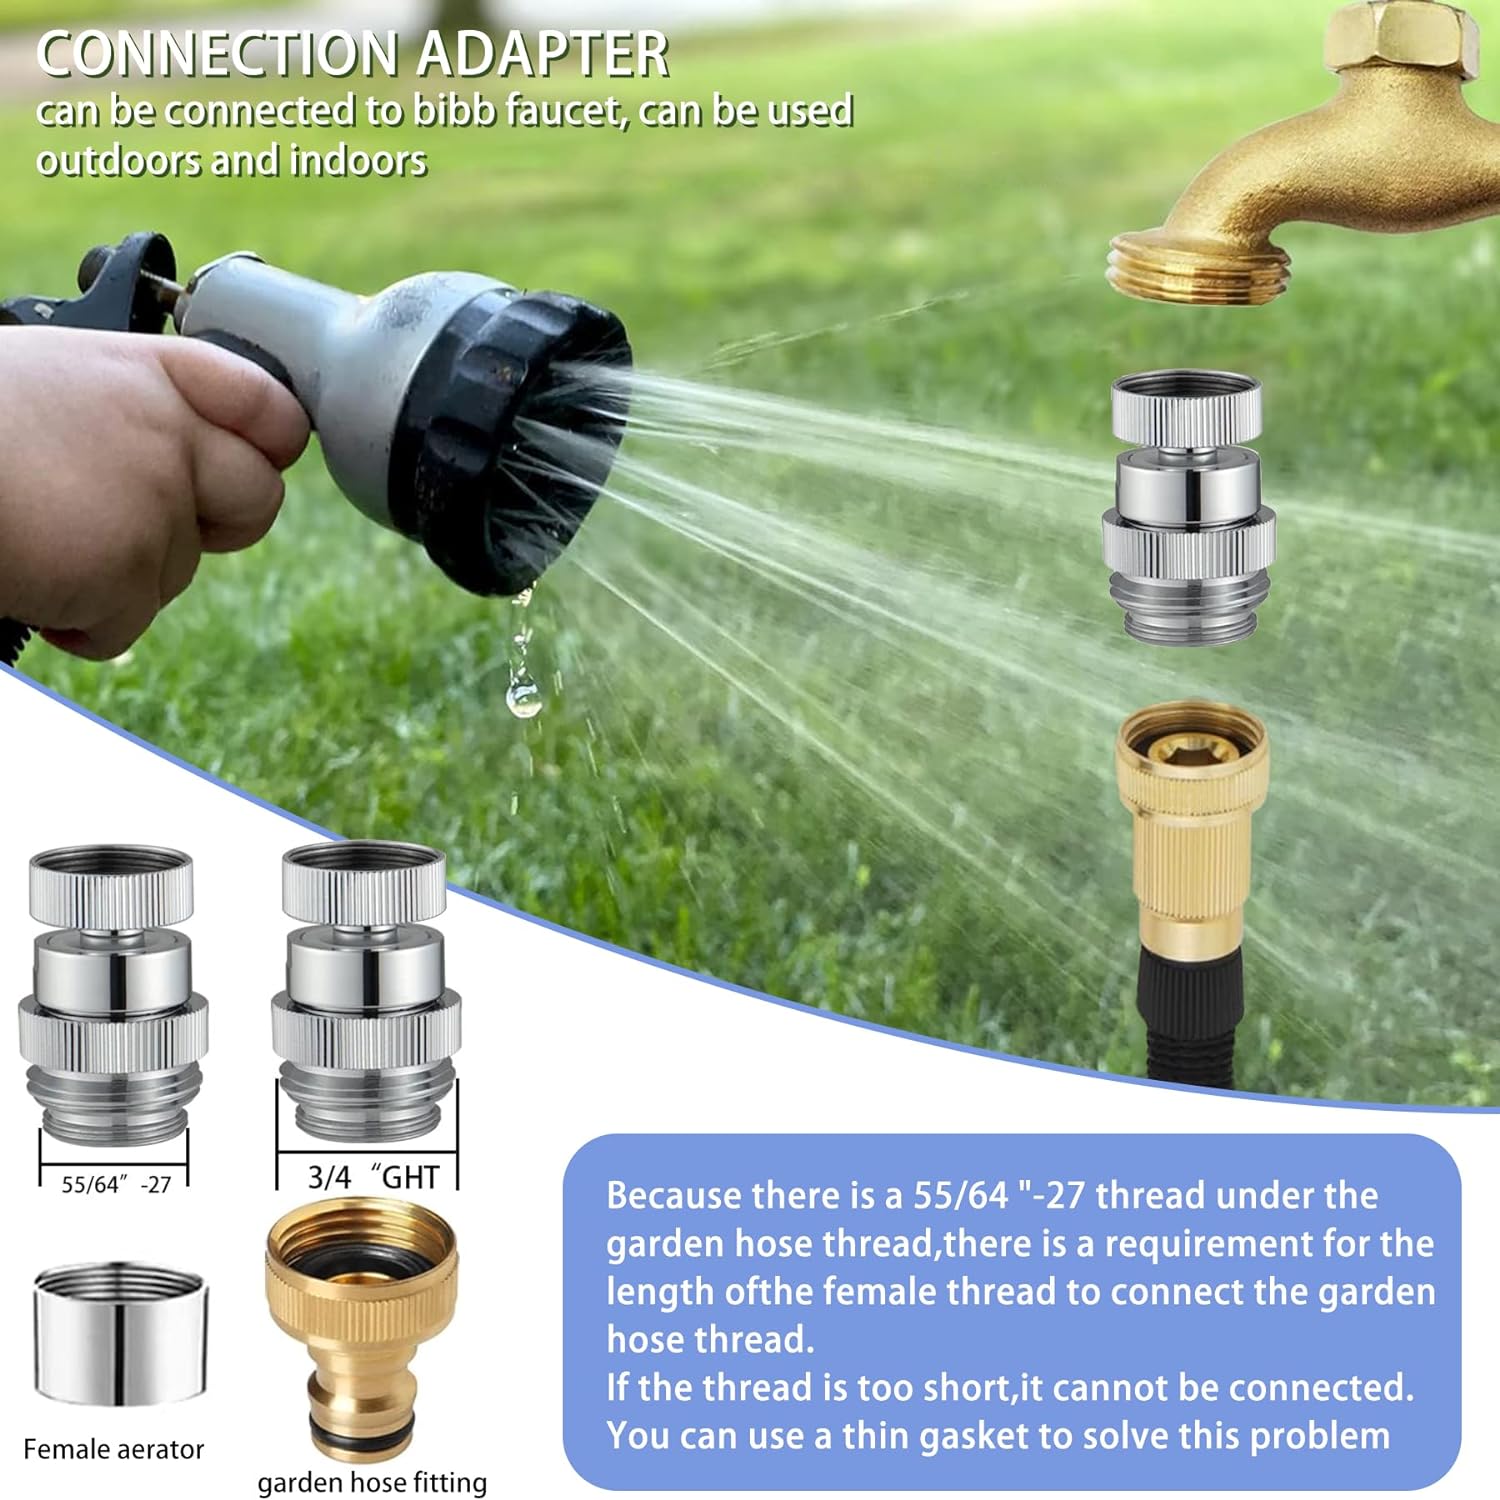 CONNECTION ADAPTER
can be connected to bibb faucet, can be used
outdoors and indoors
55/64” -27
3/4 “GHT
Female aerator
garden hose fitting
Because there is a 55/64 "-27 thread under the
garden hose thread,there is a requirement for the
length ofthe female thread to connect the garden
hose thread.
If the thread is too short,it cannot be connected.
You can use a thin gasket to solve this problem